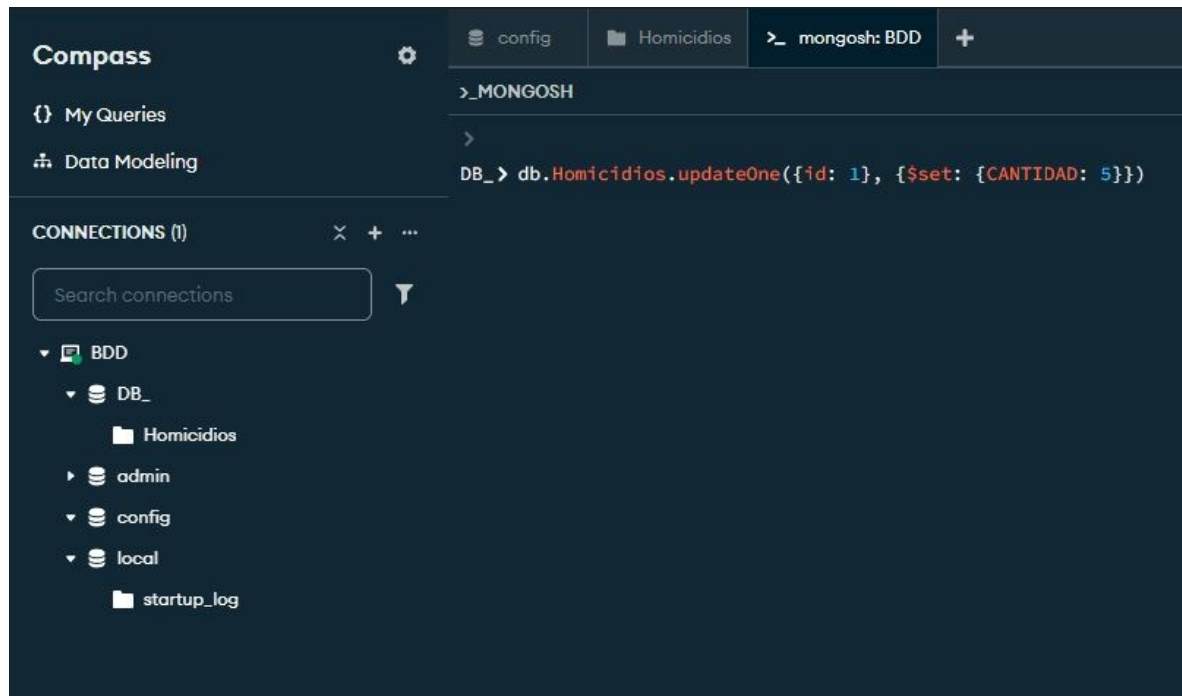 Compass
{} My Queries
Data Modeling
CONNECTIONS (1)
Search connections
BDD
DB_
Homicidios
admin
config
local
startup_log
config
Homicidios
>_ mongosh: BDD
>_MONGOSH
>
DB_> db.Homicidios.updateOne({id: 1}, {$set: {CANTIDAD: 5}})